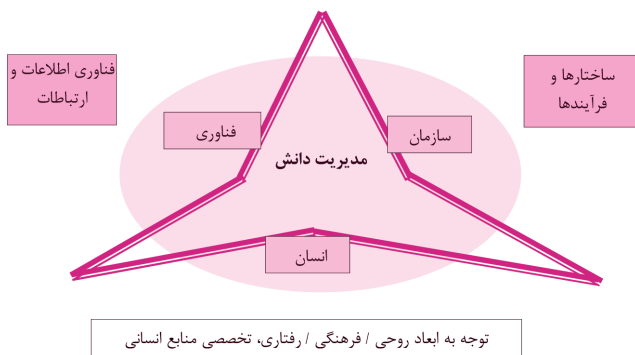 ساختارها و
فرآیندها
فناوری اطلاعات و
ارتباطات
سازمان
فناوری
مدیریت دانش
انسان
توجه به ابعاد روحی / فرهنگی / رفتاری، تخصصی منابع انسانی